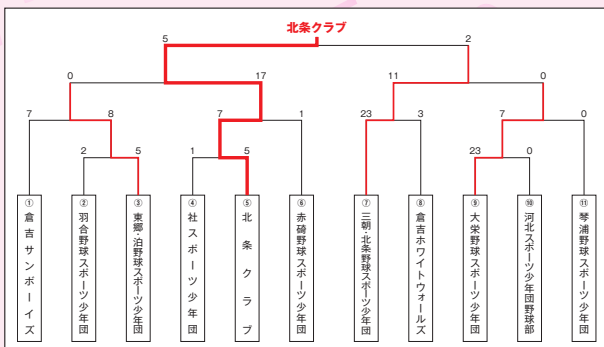 北条クラブ
5
2
0
17
11
0
7
8
7
1
23
3
7
0
2
5
1
5
23
0
①倉吉サンボーイズ
②羽合野球スポーツ少年団
③東郷・泊野球スポーツ少年団
④社スポーツ少年団
⑤北条クラブ
⑥赤碕野球スポーツ少年団
⑦三朝・北条野球スポーツ少年団
⑧倉吉ホワイトウォールズ
⑨大栄野球スポーツ少年団
⑩河北スポーツ少年団野球部
⑪琴浦野球スポーツ少年団